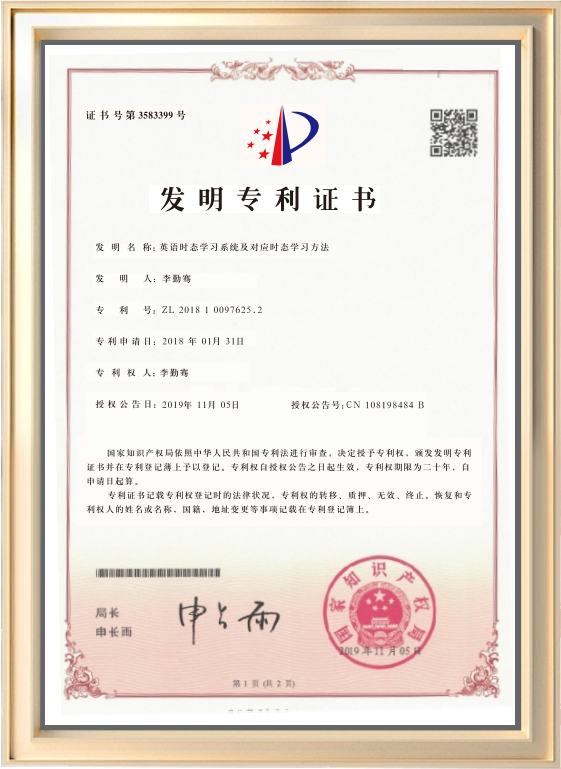 证书号第3583399号
发明专利证书
发明名称:英语时态学习系统及对应时态学习方法
发明人:李勤骞
专利号:ZL 2018 1 0097625.2
专利申请日:2018年01月31日
专利权人:李勤骞
授权公告日:2019年11月05日 授权公告号:CN 108198484 B
国家知识产权局依照中华人民共和国专利法进行审查，决定授予专利权，颁发发明专利
证书并在专利登记薄上予以登记。专利权自授权公告之日起生效，专利权期限为二十年，自
申请日起算。
专利证书记载专利权登记时的法律状况，专利权的转移、质押、无效、终止。恢复和专
利权人的姓名或名称，国籍，地址变更等事项记载在专利登记簿上。
局长
申长雨
申长雨
国家知识产权局
2019年11月05日
第 1 页 (共 2 页)